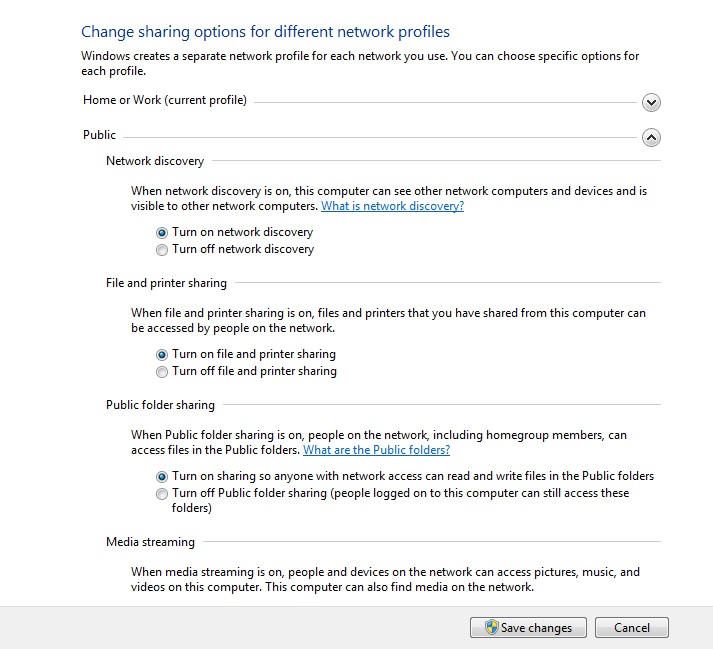 Change sharing options for different network profiles
Windows creates a separate network profile for each network you use. You can choose specific options for
each profile.
Home or Work (current profile)
Public
Network discovery
When network discovery is on, this computer can see other network computers and devices and is
visible to other network computers. What is network discovery?
Turn on network discovery
Turn off network discovery
File and printer sharing
When file and printer sharing is on, files and printers that you have shared from this computer can
be accessed by people on the network.
Turn on file and printer sharing
Turn off file and printer sharing
Public folder sharing
When Public folder sharing is on, people on the network, including homegroup members, can
access files in the Public folders. What are the Public folders?
Turn on sharing so anyone with network access can read and write files in the Public folders
Turn off Public folder sharing (people logged on to this computer can still access these
folders)
Media streaming
When media streaming is on, people and devices on the network can access pictures, music, and
videos on this computer. This computer can also find media on the network.
Save changes
Cancel